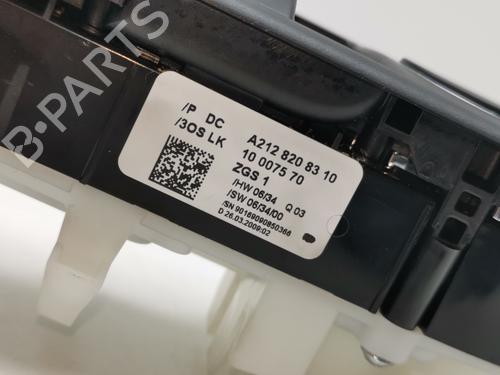 /P DC A212 820 83 10
/3OS LK 10 0075 70
ZGS 1
/HW 06/34 Q 03
/SW 06/34/00
/SN 90169090850366
D 26.03.2009:02
B-PARTS